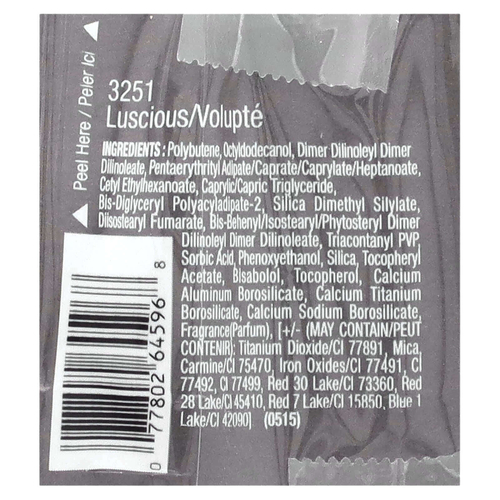 Peel Here / Peler Ici
3251
Luscious/Volupté
INGREDIENTS: Polybutene, Octyldodecanol, Dimer Dilinoleyl Dimer
Dilinoleate, Pentaerythrityl Adipate/Caprate/Caprylate/Heptanoate,
Cetyl Ethylhexanoate, Caprylic/Capric Triglyceride,
Bis-Diglyceryl Polyacyladipate-2, Silica Dimethyl Silylate,
Diisostearyl Fumarate, Bis-Behenyl/Isostearyl/Phytosteryl Dimer
Dilinoleyl Dimer Dilinoleate, Triacontanyl PVP,
Sorbic Acid, Phenoxyethanol, Silica, Tocopheryl
Acetate, Bisabolol, Tocopherol, Calcium
Aluminum Borosilicate, Calcium Titanium
Borosilicate, Calcium Sodium Borosilicate,
Fragrance(Parfum), [+/- (MAY CONTAIN/PEUT
CONTENIR): Titanium Dioxide/CI 77891, Mica,
Carmine/CI 75470, Iron Oxides/CI 77491, CI
77492, CI 77499, Red 30 Lake/CI 73360, Red
28 Lake/CI 45410, Red 7 Lake/CI 15850, Blue 1
Lake/CI 42090] (0515)
0 77802 64596 8